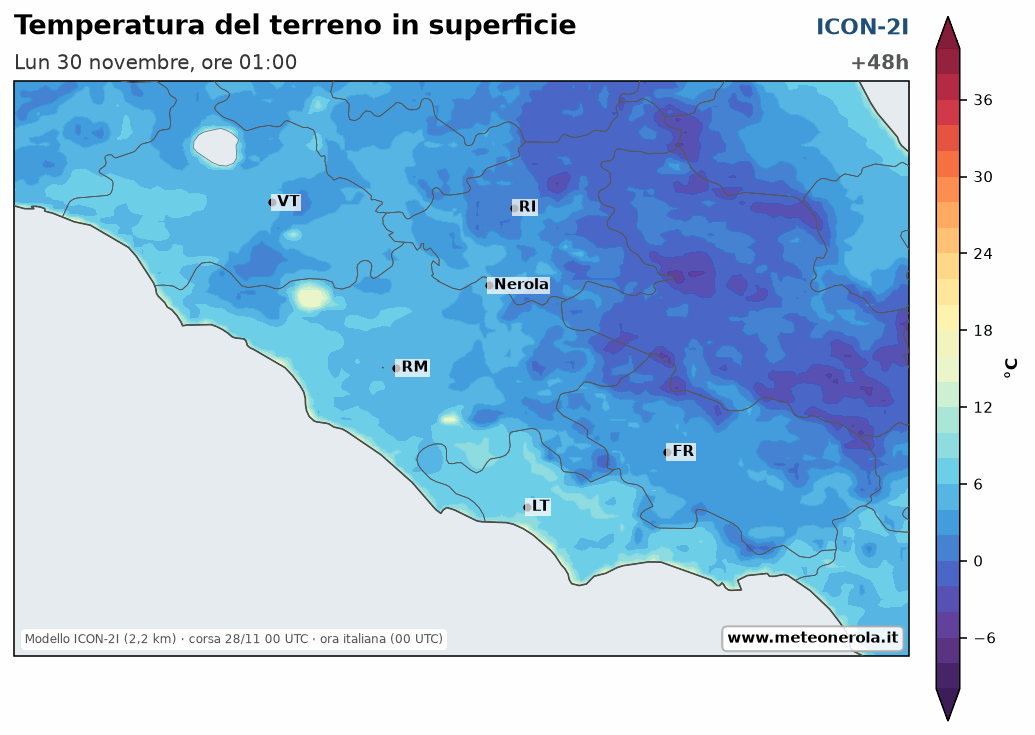 Temperatura del terreno in superficie
ICON-2I
Lun 30 novembre, ore 01:00
+48h
VT
RI
Nerola
RM
FR
LT
36
30
24
18
12
6
0
−6
°C
Modello ICON-2I (2,2 km) · corsa 28/11 00 UTC · ora italiana (00 UTC)
www.meteonerola.it